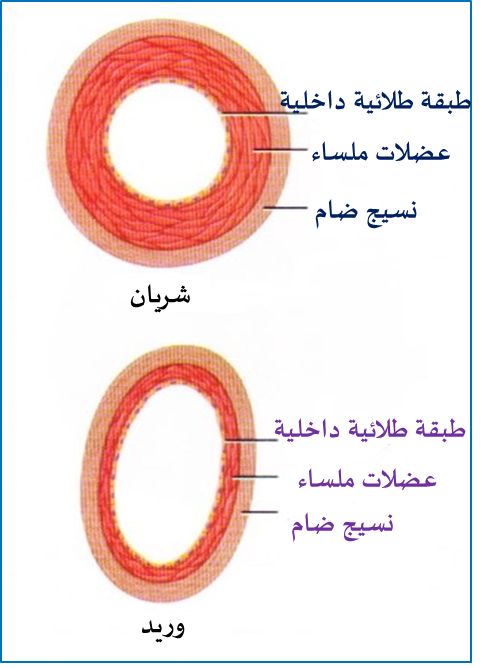 طبقة طلائية داخلية
عضلات ملساء
نسيج ضام
شريان
طبقة طلائية داخلية
عضلات ملساء
نسيج ضام
وريد